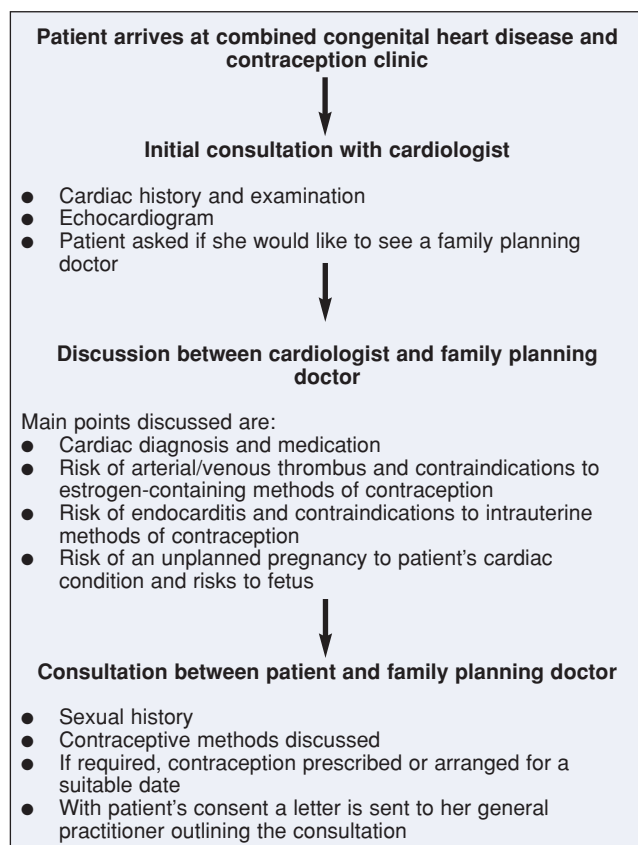 Patient arrives at combined congenital heart disease and
contraception clinic
Initial consultation with cardiologist
● Cardiac history and examination
● Echocardiogram
● Patient asked if she would like to see a family planning
doctor
Discussion between cardiologist and family planning
doctor
Main points discussed are:
● Cardiac diagnosis and medication
● Risk of arterial/venous thrombus and contraindications to
estrogen-containing methods of contraception
● Risk of endocarditis and contraindications to intrauterine
methods of contraception
● Risk of an unplanned pregnancy to patient's cardiac
condition and risks to fetus
Consultation between patient and family planning doctor
● Sexual history
● Contraceptive methods discussed
● If required, contraception prescribed or arranged for a
suitable date
● With patient's consent a letter is sent to her general
practitioner outlining the consultation